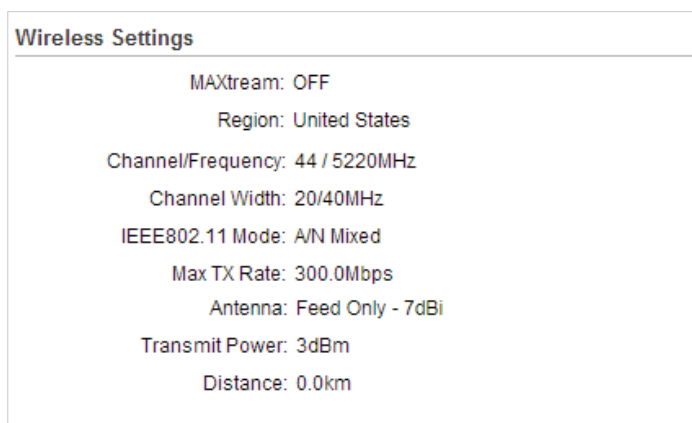 Wireless Settings
MAXtream: OFF
Region: United States
Channel/Frequency: 44 / 5220MHz
Channel Width: 20/40MHz
IEEE802.11 Mode: A/N Mixed
Max TX Rate: 300.0Mbps
Antenna: Feed Only - 7dBi
Transmit Power: 3dBm
Distance: 0.0km